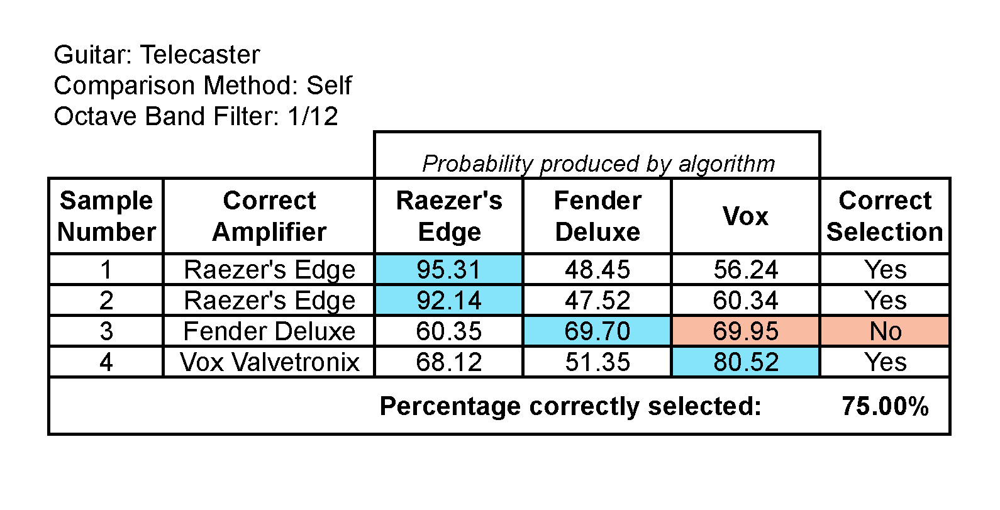 Guitar: Telecaster
Comparison Method: Self
Octave Band Filter: 1/12
Probability produced by algorithm
Sample Number Correct Amplifier Raezer's Edge Fender Deluxe Vox Correct Selection
1 Raezer's Edge 95.31 48.45 56.24 Yes
2 Raezer's Edge 92.14 47.52 60.34 Yes
3 Fender Deluxe 60.35 69.70 69.95 No
4 Vox Valvetronix 68.12 51.35 80.52 Yes
Percentage correctly selected: 75.00%